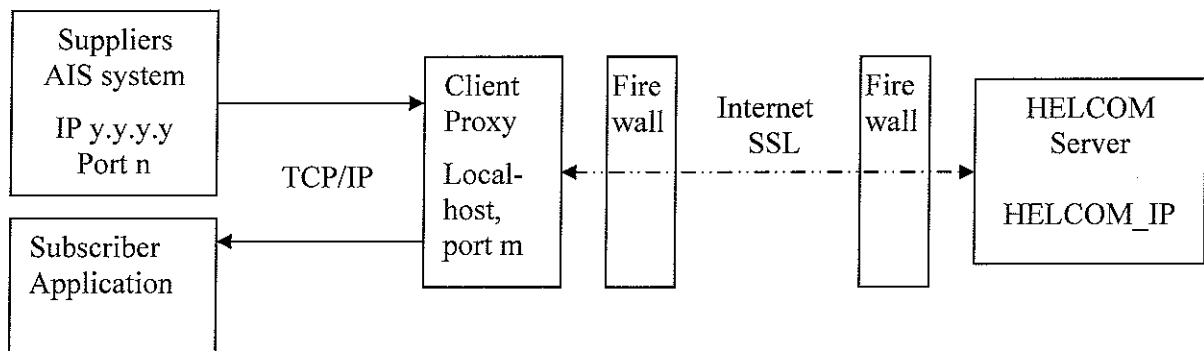 Suppliers
AIS system
IP y.y.y.y
Port n
TCP/IP
Subscriber
Application
Client
Proxy
Local-
host,
port m
Fire
wall
Internet
SSL
Fire
wall
HELCOM
Server
HELCOM_IP